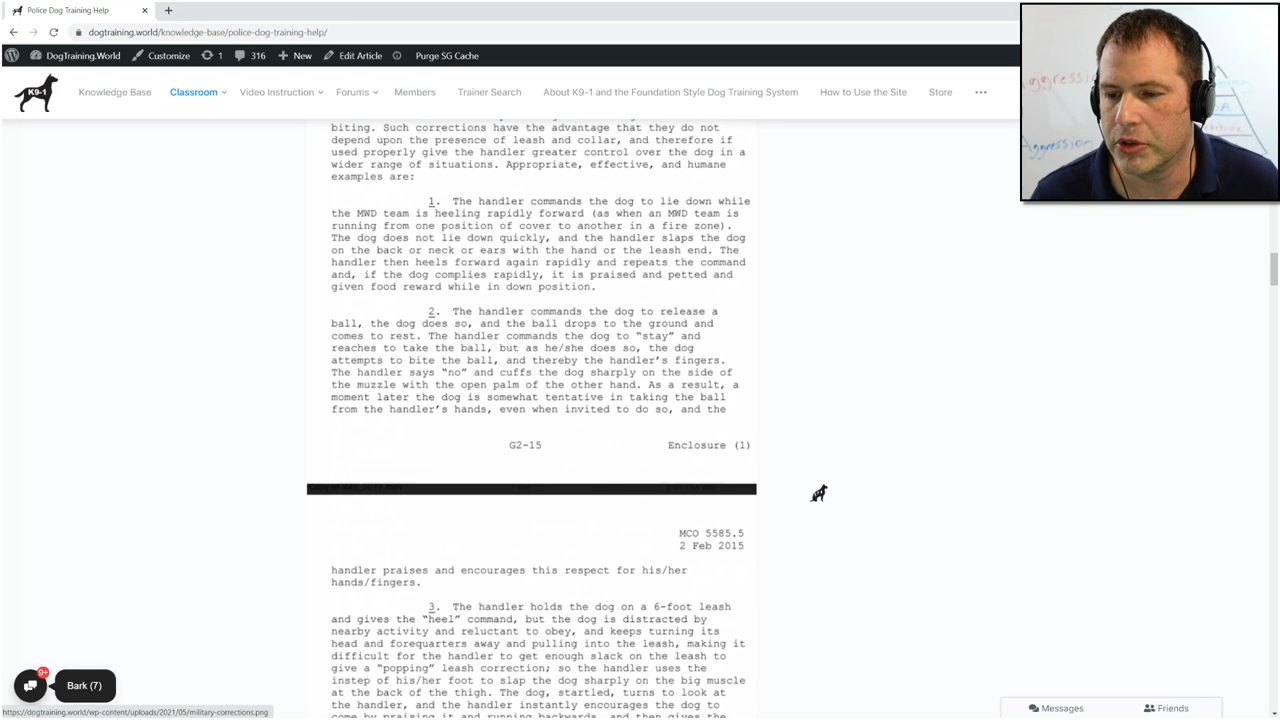 Police Dog Training Help
dogtraining.world/knowledge-base/police-dog-training-help/
DogTraining.World Customize 1 316 New Edit Article Purge SG Cache
K9-1 Knowledge Base Classroom Video Instruction Forums Members Trainer Search About K9-1 and the Foundation Style Dog Training System How to Use the Site Store
biting. Such corrections have the advantage that they do not
depend upon the presence of leash and collar, and therefore if
used properly give the handler greater control over the dog in a
wider range of situations. Appropriate, effective, and humane
examples are:
1. The handler commands the dog to lie down while
the MWD team is heeling rapidly forward (as when an MWD team is
running from one position of cover to another in a fire zone).
The dog does not lie down quickly, and the handler slaps the dog
on the back or neck or ears with the hand or the leash end. The
handler then heels forward again rapidly and repeats the command
and, if the dog complies rapidly, it is praised and petted and
given food reward while in down position.
2. The handler commands the dog to release a
ball, the dog does so, and the ball drops to the ground and
comes to rest. The handler commands the dog to “stay” and
reaches to take the ball, but as he/she does so, the dog
attempts to bite the ball, and thereby the handler’s fingers.
The handler says “no” and cuffs the dog sharply on the side of
the muzzle with the open palm of the other hand. As a result, a
moment later the dog is somewhat tentative in taking the ball
from the handler’s hands, even when invited to do so, and the
G2-15 Enclosure (1)
MCO 5585.5
2 Feb 2015
handler praises and encourages this respect for his/her
hands/fingers.
3. The handler holds the dog on a 6-foot leash
and gives the “heel” command, but the dog is distracted by
nearby activity and reluctant to obey, and keeps turning its
head and forequarters away and pulling into the leash, making it
difficult for the handler to get enough slack on the leash to
give a “popping” leash correction; so the handler uses the
instep of his/her foot to slap the dog sharply on the big muscle
at the back of the thigh. The dog, startled, turns to look at
the handler, and the handler instantly encourages the dog to
come by praising it and running backwards, and then gives the
9+
Bark (7)
https://dogtraining.world/wp-content/uploads/2021/05/military-corrections.png
Messages Friends
Aggressi
Aggression